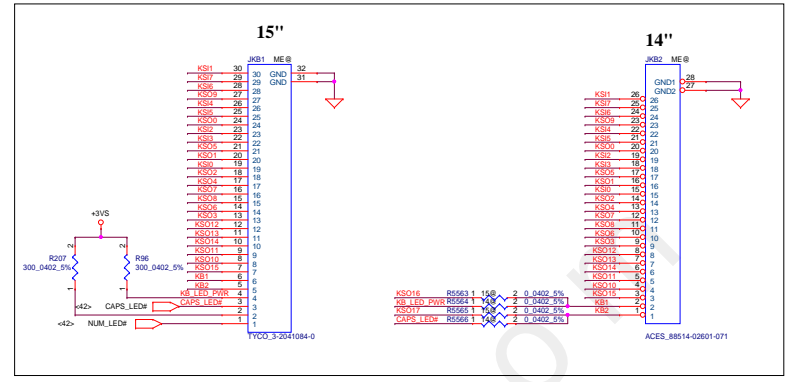 15"
JKB1 ME@
KSI1 30 30 GND 32
KSI7 29 29 GND 31
KSI6 28 28
KSO9 27 27
KSI4 26 26
KSI5 25 25
KSO0 24 24
KSI2 23 23
KSI3 22 22
KSO5 21 21
KSO1 20 20
KSI0 19 19
KSO2 18 18
KSO4 17 17
KSO7 16 16
KSO8 15 15
KSO6 14 14
KSO3 13 13
KSO12 12 12
KSO13 11 11
KSO14 10 10
KSO11 9 9
KSO10 8 8
KSO15 7 7
KB1 6 6
KB2 5 5
KB_LED_PWR 4 4
CAPS_LED# 3 3
2 2
1 1
TYCO_3-2041084-0
+3VS
2 2
R207 R96
300_0402_5% 300_0402_5%
1 1
<42> CAPS_LED#
<42> NUM_LED#
14"
JKB2 ME@
GND1 28
GND2 27
KSI1 26 26
KSI7 25 25
KSI6 24 24
KSO9 23 23
KSI4 22 22
KSI5 21 21
KSO0 20 20
KSI2 19 19
KSI3 18 18
KSO5 17 17
KSO1 16 16
KSI0 15 15
KSO2 14 14
KSO4 13 13
KSO7 12 12
KSO8 11 11
KSO6 10 10
KSO3 9 9
KSO12 8 8
KSO13 7 7
KSO14 6 6
KSO11 5 5
KSO10 4 4
KSO15 3 3
KB1 2 2
KB2 1 1
KSO16 R5563 1 15@ 2 0_0402_5%
KB_LED_PWR R5564 1 14@ 2 0_0402_5%
KSO17 R5565 1 15@ 2 0_0402_5%
CAPS_LED# R5566 1 14@ 2 0_0402_5%
ACES_88514-02601-071